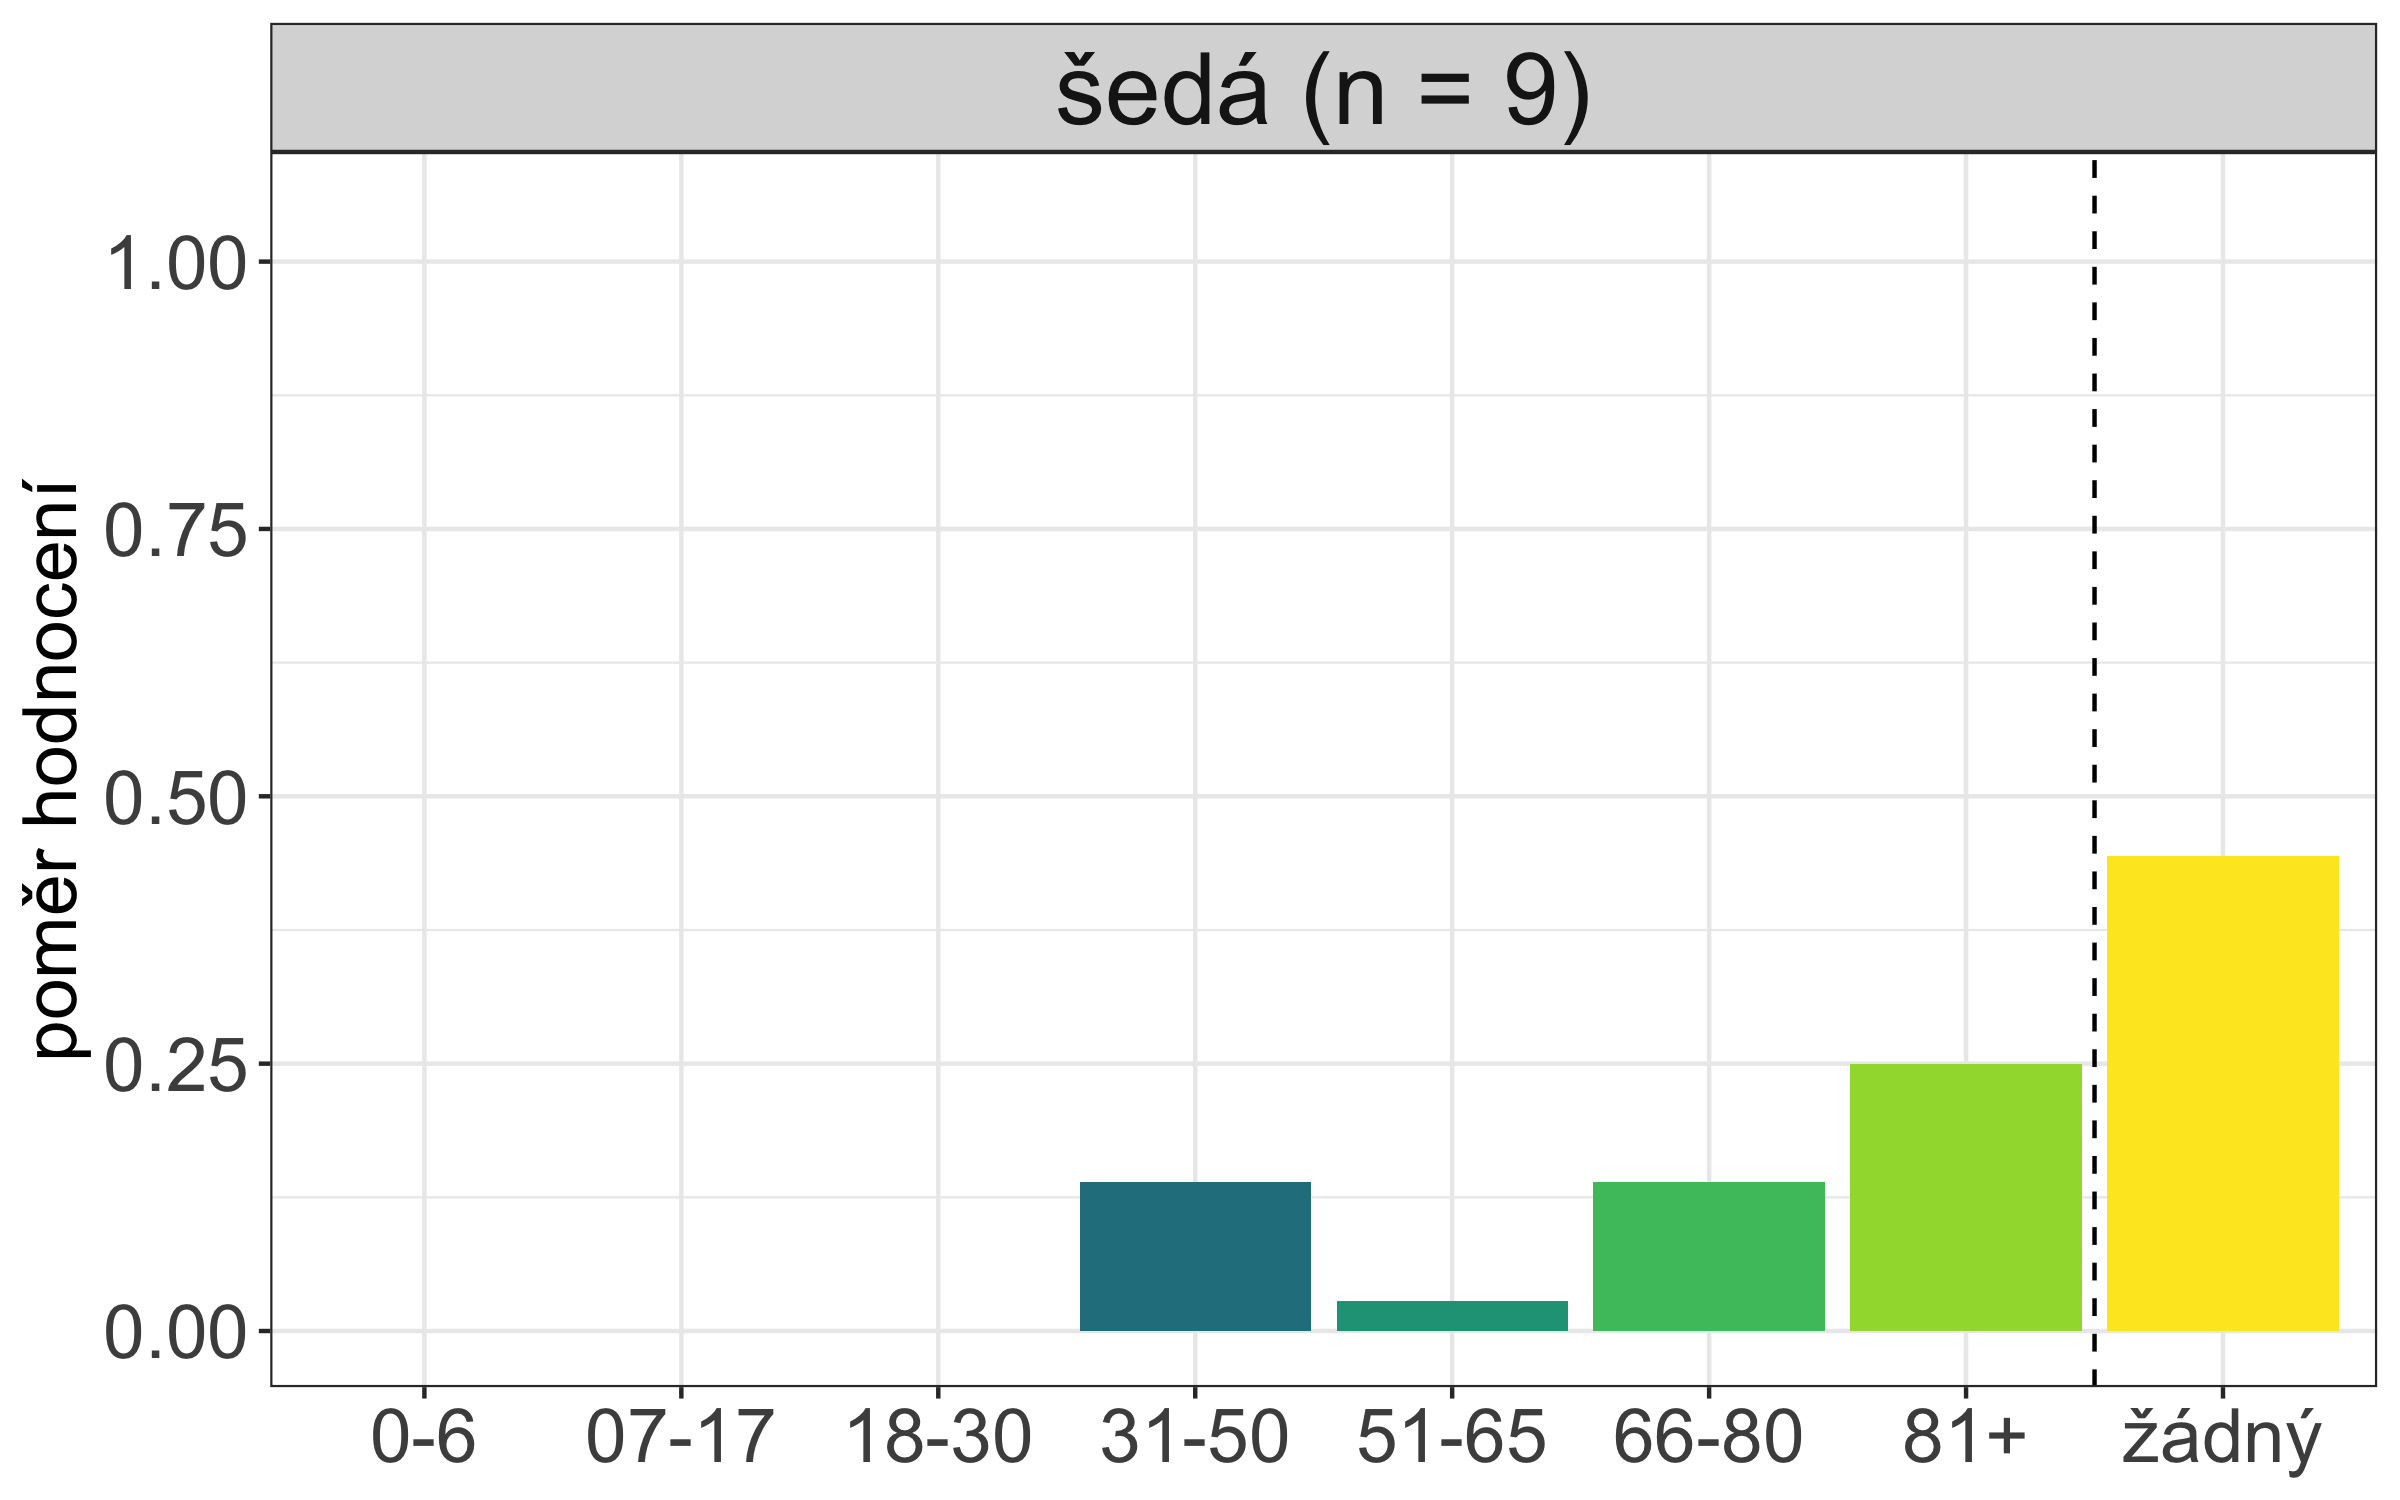 šedá (n = 9)
poměr hodnocení
1.00
0.75
0.50
0.25
0.00
0-6 07-17 18-30 31-50 51-65 66-80 81+ žádný